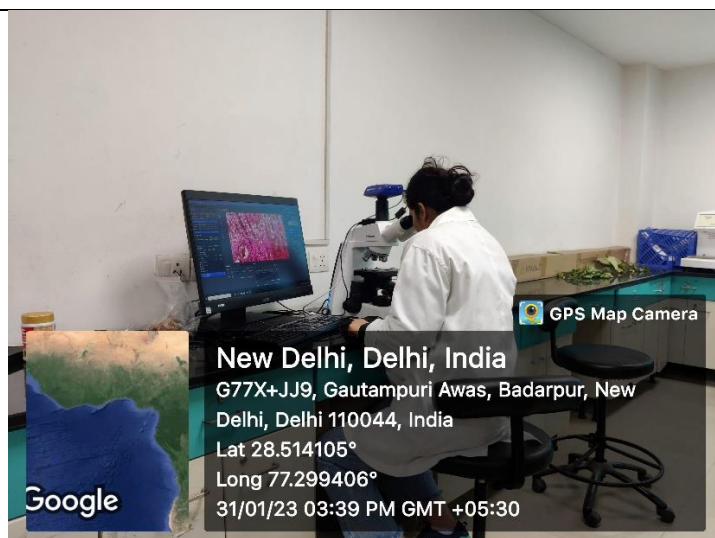 GPS Map Camera
New Delhi, Delhi, India
G77X+JJ9, Gautampuri Awas, Badarpur, New
Delhi, Delhi 110044, India
Lat 28.514105°
Long 77.299406°
31/01/23 03:39 PM GMT +05:30
Google